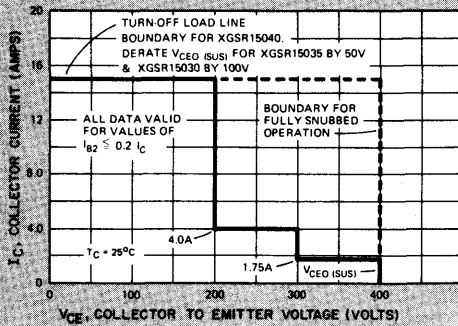 TURN-OFF LOAD LINE
BOUNDARY FOR XGSR15040.
DERATE VCEO (SUS) FOR XGSR15035 BY 50V
& XGSR15030 BY 100V
ALL DATA VALID
FOR VALUES OF
IB2 ≦ 0.2 IC
BOUNDARY FOR
FULLY SNUBBED
OPERATION
4.0A
TC = 25°C
1.75A
VCEO (SUS)
IC, COLLECTOR CURRENT (AMPS)
20
16
12
8.0
4.0
0
0 100 200 300 400 500
VCE, COLLECTOR TO EMITTER VOLTAGE (VOLTS)